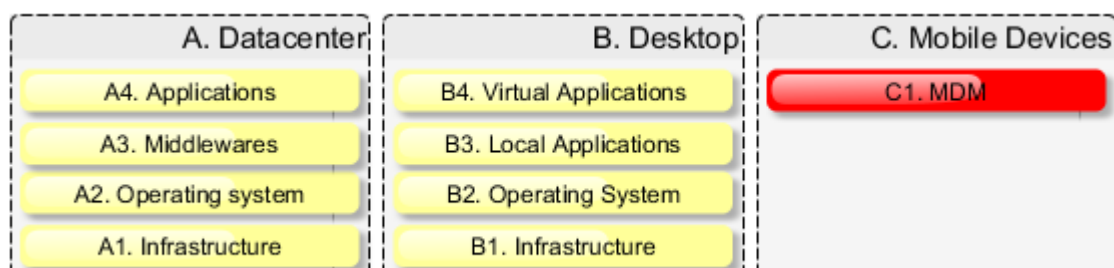 A. Datacenter
A4. Applications
A3. Middlewares
A2. Operating system
A1. Infrastructure
B. Desktop
B4. Virtual Applications
B3. Local Applications
B2. Operating System
B1. Infrastructure
C. Mobile Devices
C1. MDM